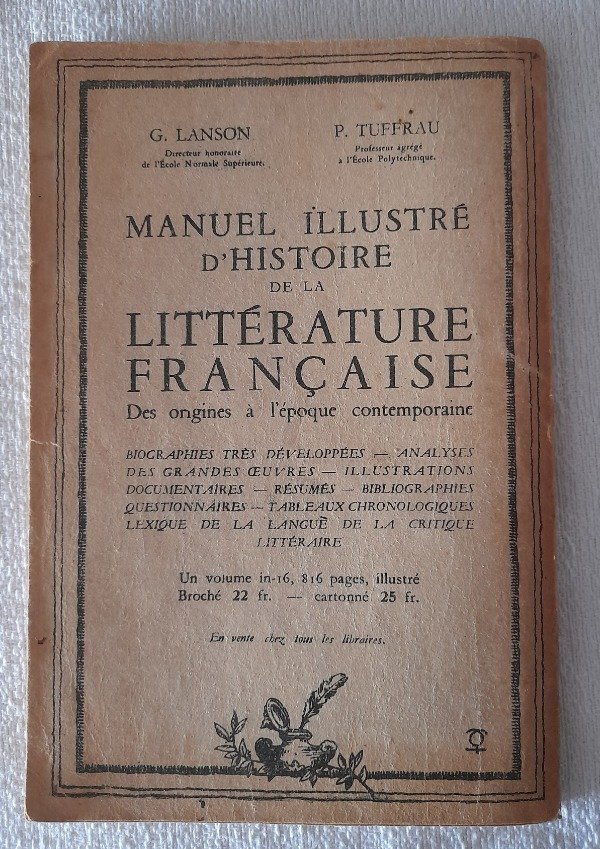 G. LANSON
Directeur honoraire
de l'École Normale Supérieure.
P. TUFFRAU
Professeur agrégé
à l'École Polytechnique.
MANUEL ILLUSTRÉ
D'HISTOIRE
DE LA
LITTÉRATURE
FRANÇAISE
Des origines à l'époque contemporaine
BIOGRAPHIES TRÈS DÉVELOPPÉES — ANALYSES
DES GRANDES ŒUVRES — ILLUSTRATIONS
DOCUMENTAIRES — RÉSUMÉS — BIBLIOGRAPHIES
QUESTIONNAIRES — TABLEAUX CHRONOLOGIQUES
LEXIQUE DE LA LANGUE DE LA CRITIQUE
LITTÉRAIRE
Un volume in-16, 816 pages, illustré
Broché 22 fr. — cartonné 25 fr.
En vente chez tous les libraires.